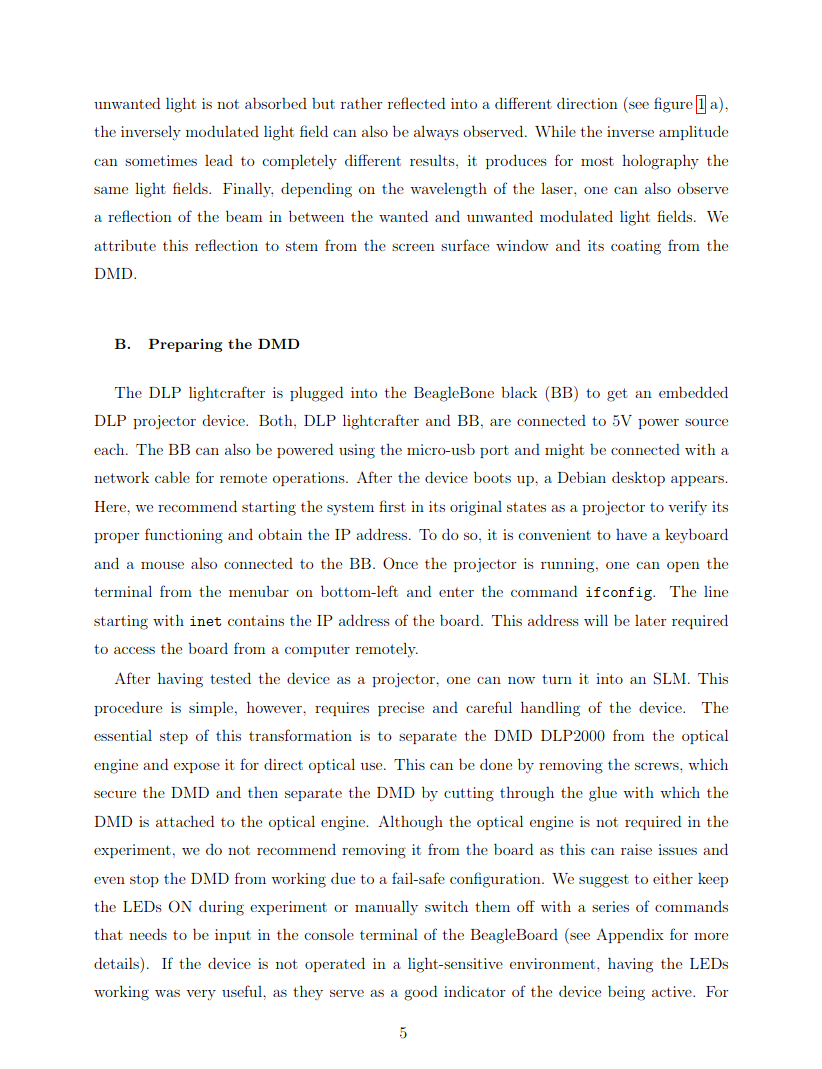 unwanted light is not absorbed but rather reflected into a different direction (see figure 1 a),
the inversely modulated light field can also be always observed. While the inverse amplitude
can sometimes lead to completely different results, it produces for most holography the
same light fields. Finally, depending on the wavelength of the laser, one can also observe
a reflection of the beam in between the wanted and unwanted modulated light fields. We
attribute this reflection to stem from the screen surface window and its coating from the
DMD.
B. Preparing the DMD
The DLP lightcrafter is plugged into the BeagleBone black (BB) to get an embedded
DLP projector device. Both, DLP lightcrafter and BB, are connected to 5V power source
each. The BB can also be powered using the micro-usb port and might be connected with a
network cable for remote operations. After the device boots up, a Debian desktop appears.
Here, we recommend starting the system first in its original states as a projector to verify its
proper functioning and obtain the IP address. To do so, it is convenient to have a keyboard
and a mouse also connected to the BB. Once the projector is running, one can open the
terminal from the menubar on bottom-left and enter the command ifconfig. The line
starting with inet contains the IP address of the board. This address will be later required
to access the board from a computer remotely.
After having tested the device as a projector, one can now turn it into an SLM. This
procedure is simple, however, requires precise and careful handling of the device. The
essential step of this transformation is to separate the DMD DLP2000 from the optical
engine and expose it for direct optical use. This can be done by removing the screws, which
secure the DMD and then separate the DMD by cutting through the glue with which the
DMD is attached to the optical engine. Although the optical engine is not required in the
experiment, we do not recommend removing it from the board as this can raise issues and
even stop the DMD from working due to a fail-safe configuration. We suggest to either keep
the LEDs ON during experiment or manually switch them off with a series of commands
that needs to be input in the console terminal of the BeagleBoard (see Appendix for more
details). If the device is not operated in a light-sensitive environment, having the LEDs
working was very useful, as they serve as a good indicator of the device being active. For
5